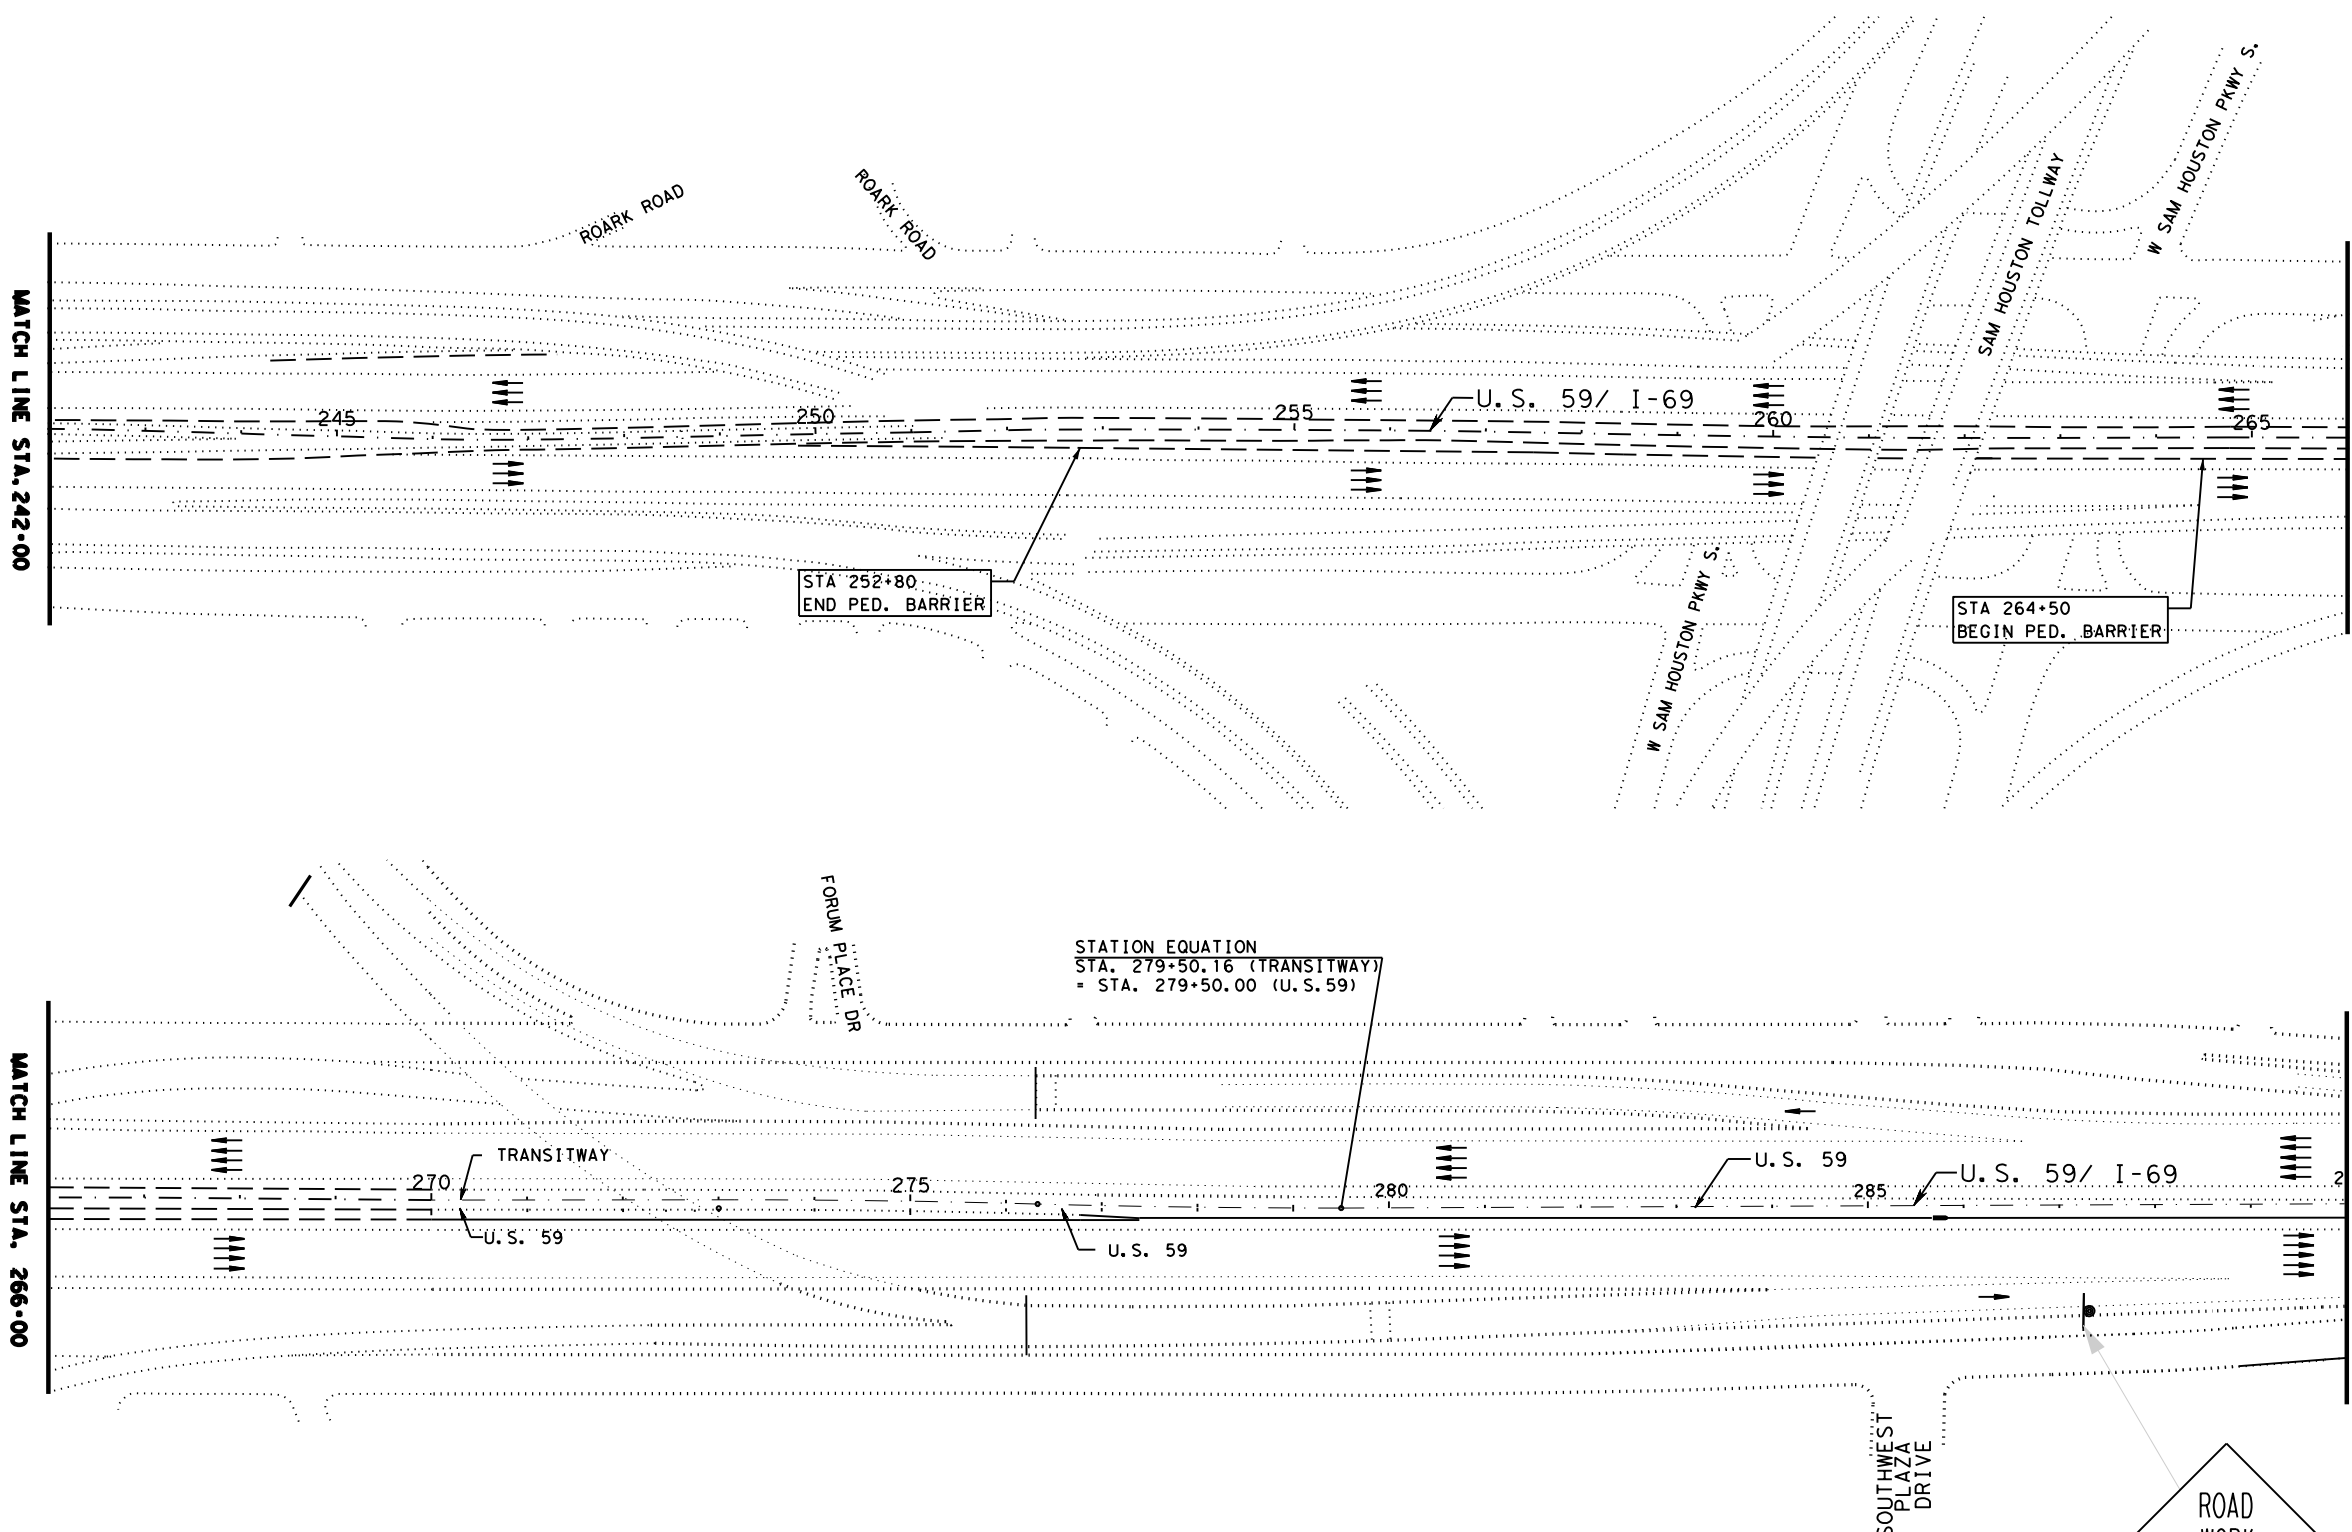 W SAM HOUSTON PKWY S.
ROARK ROAD
ROARK ROAD
SAM HOUSTON TOLLWAY
MATCH LINE STA. 242+00
245
250
255
U.S. 59/ I-69
260
265
STA 252+80
END PED. BARRIER
W SAM HOUSTON PKWY S.
STA 264+50
BEGIN PED. BARRIER
FORUM PLACE DR
STATION EQUATION
STA. 279+50.16 (TRANSITWAY)
= STA. 279+50.00 (U.S.59)
MATCH LINE STA. 266+00
TRANSITWAY
270
275
280
285
2
U.S. 59
U.S. 59/ I-69
U.S. 59
U.S. 59
SOUTHWEST
PLAZA
DRIVE
ROAD
WORK